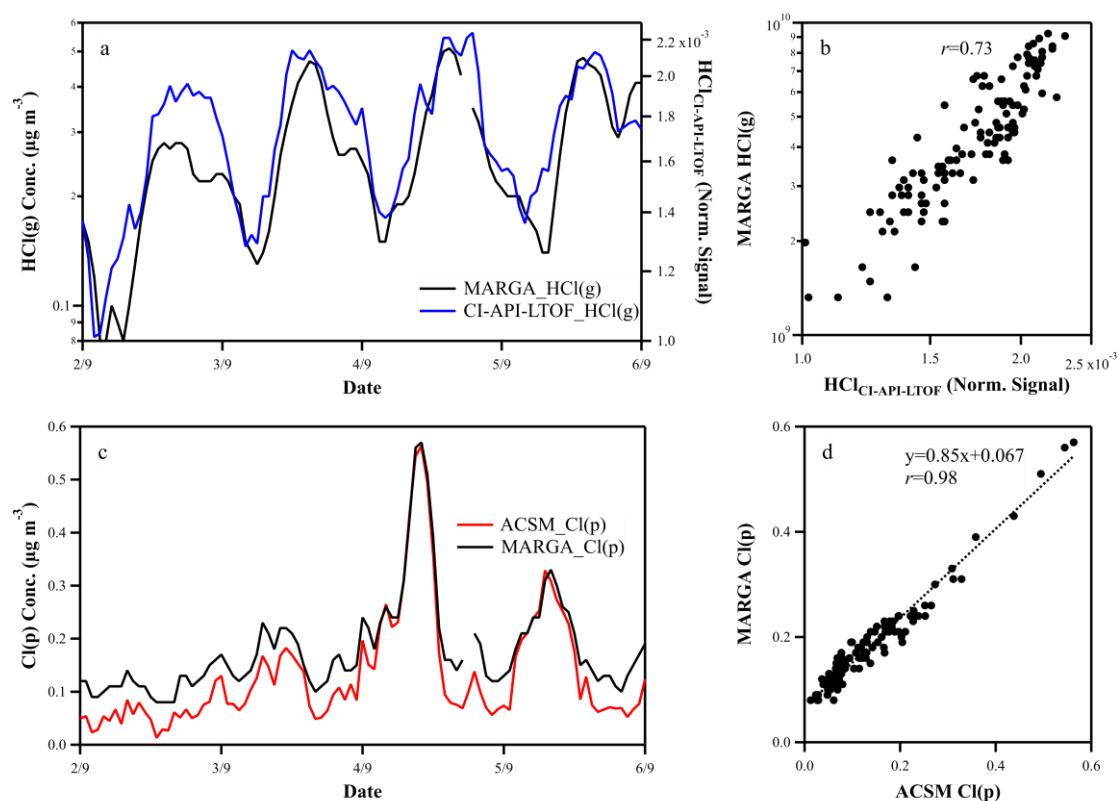 a
HCl(g) Conc. (µg m⁻³)
6
5
4
3
0.2
0.1
8
2.2 x10⁻³
2.0
1.8
1.6
1.4
1.2
1.0
HCl_CI-API-LTOF (Norm. Signal)
MARGA_HCl(g)
CI-API-LTOF_HCl(g)
2/9 3/9 4/9 5/9 6/9
Date
b
r=0.73
MARGA HCl(g)
10¹⁰
9
8
7
6
5
4
3
2
10⁹
1.0 1.5 2.0 2.5 x10⁻³
HCl_CI-API-LTOF (Norm. Signal)
c
Cl(p) Conc. (µg m⁻³)
0.6
0.5
0.4
0.3
0.2
0.1
0.0
ACSM_Cl(p)
MARGA_Cl(p)
2/9 3/9 4/9 5/9 6/9
Date
d
y=0.85x+0.067
r=0.98
MARGA Cl(p)
0.6
0.4
0.2
0.0
0.0 0.2 0.4 0.6
ACSM Cl(p)